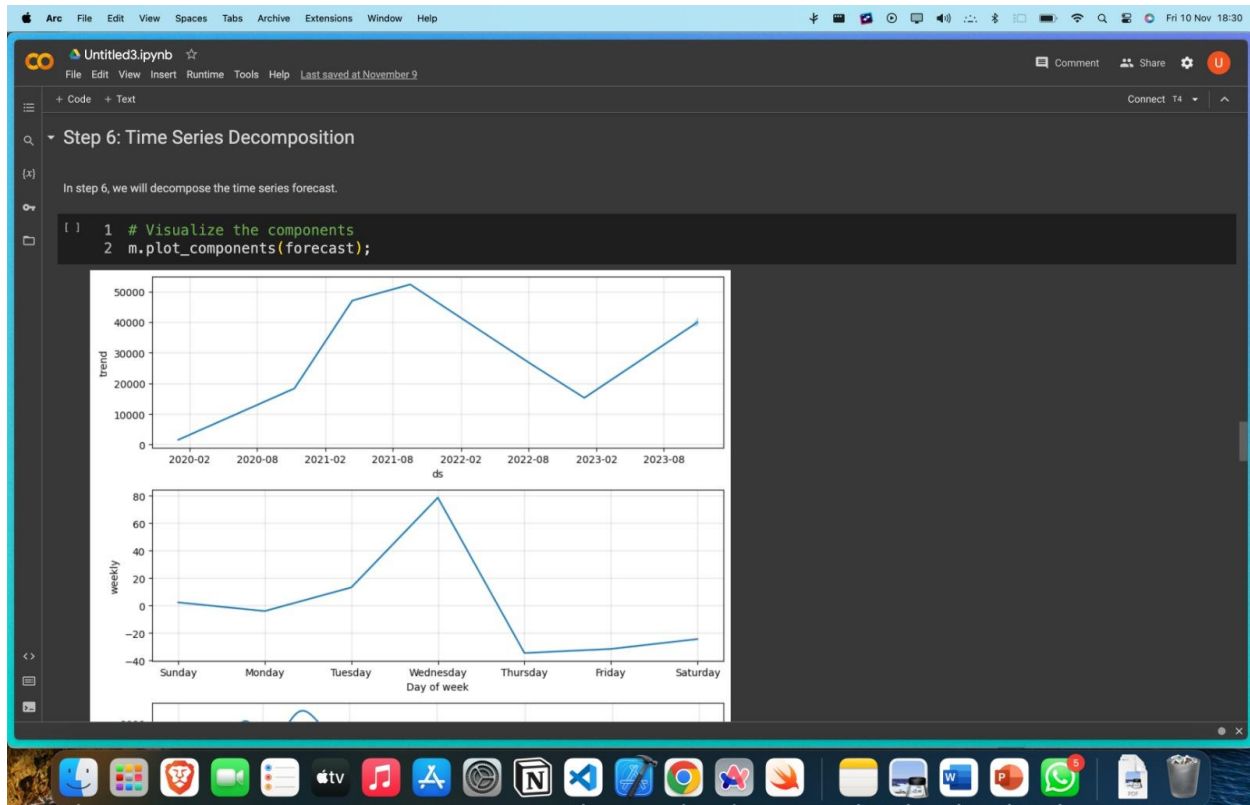 Arc File Edit View Spaces Tabs Archive Extensions Window Help Fri 10 Nov 18:30
CO Untitled3.ipynb
File Edit View Insert Runtime Tools Help Last saved at November 9
Comment Share U
+ Code + Text Connect T4
Step 6: Time Series Decomposition
{x}
In step 6, we will decompose the time series forecast.
[ ] 1 # Visualize the components
2 m.plot_components(forecast);
50000
40000
30000
20000
10000
0
trend
2020-02 2020-08 2021-02 2021-08 2022-02 2022-08 2023-02 2023-08
ds
80
60
40
20
0
−20
−40
weekly
Sunday Monday Tuesday Wednesday Thursday Friday Saturday
Day of week
tv N W P 5
PDF